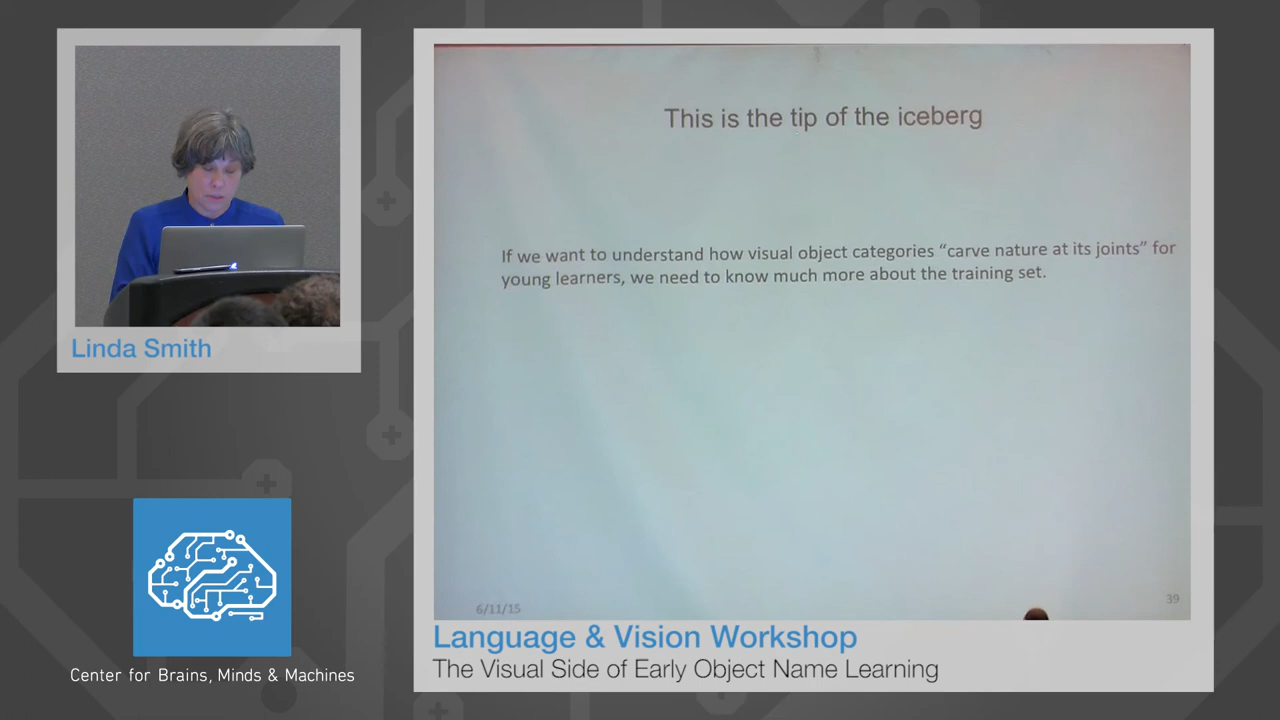 This is the tip of the iceberg
If we want to understand how visual object categories “carve nature at its joints” for
young learners, we need to know much more about the training set.
6/11/15
39
Linda Smith
Center for Brains, Minds & Machines
Language & Vision Workshop
The Visual Side of Early Object Name Learning